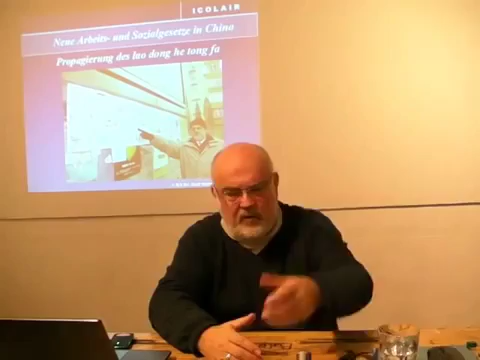 ICOLAIR
Neue Arbeits- und Sozialgesetze in China
Propagierung des lao dong he tong fa